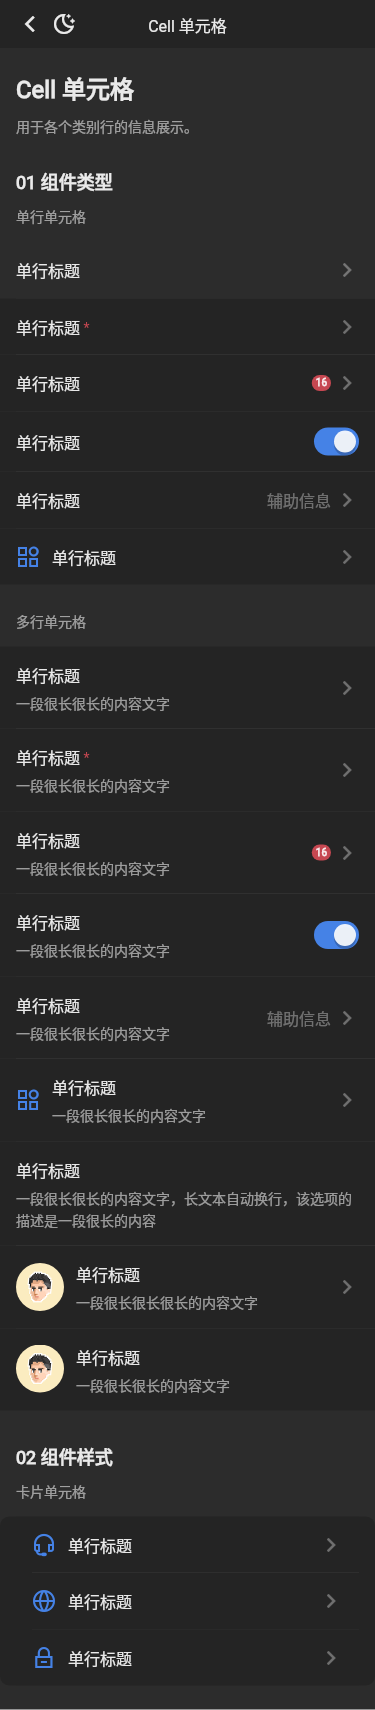 Cell 单元格
Cell 单元格
用于各个类别行的信息展示。
01 组件类型
单行单元格
单行标题
单行标题 *
单行标题 16
单行标题
单行标题 辅助信息
单行标题
多行单元格
单行标题
一段很长很长的内容文字
单行标题 *
一段很长很长的内容文字
单行标题
一段很长很长的内容文字
16
单行标题
一段很长很长的内容文字
单行标题
一段很长很长的内容文字
辅助信息
单行标题
一段很长很长的内容文字
单行标题
一段很长很长的内容文字，长文本自动换行，该选项的
描述是一段很长的内容
单行标题
一段很长很长很长的内容文字
单行标题
一段很长很长的内容文字
02 组件样式
卡片单元格
单行标题
单行标题
单行标题